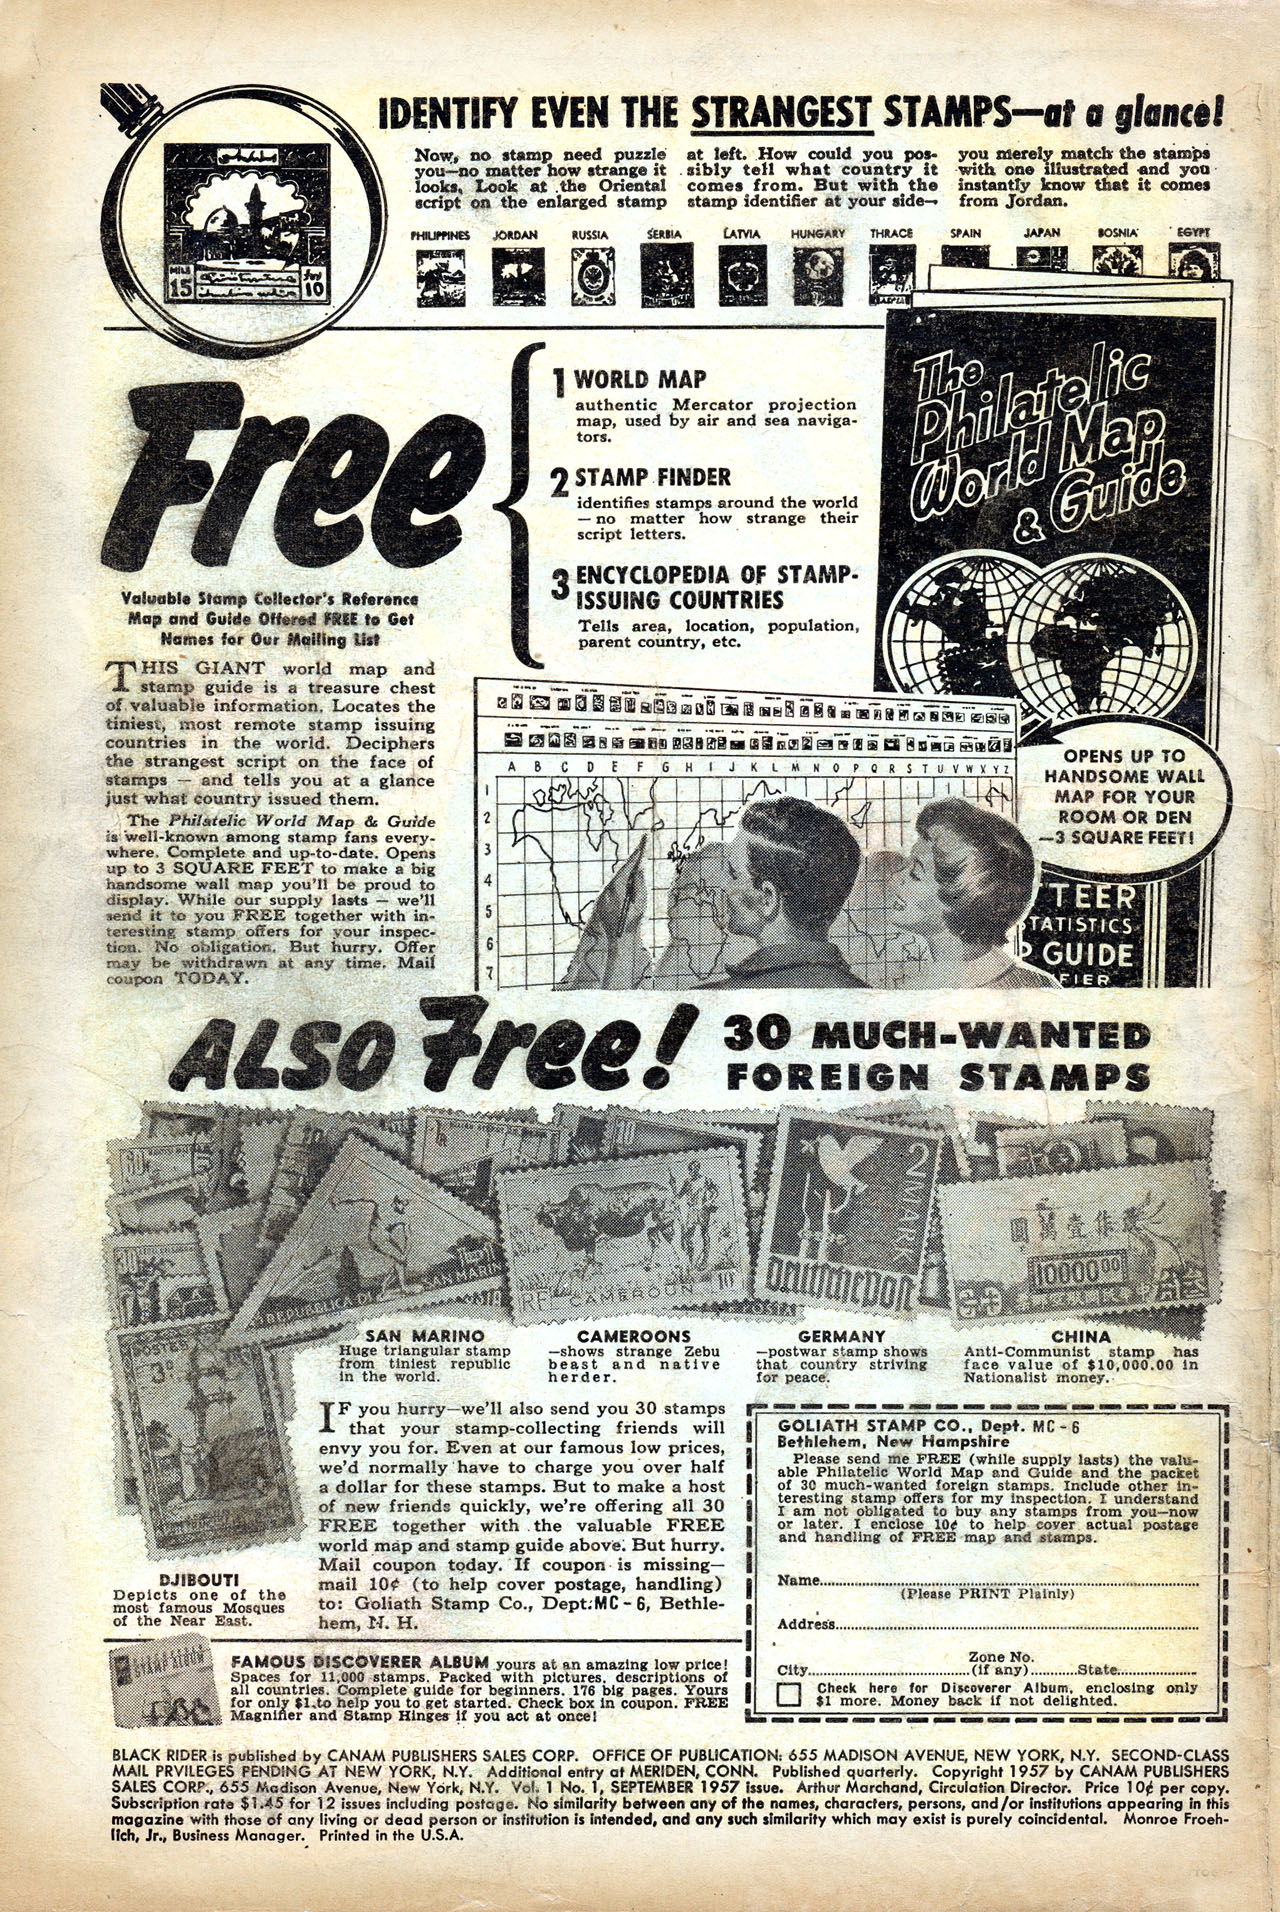 IDENTIFY EVEN THE STRANGEST STAMPS—at a glance!
Now, no stamp need puzzle
you—no matter how strange it
looks. Look at the Oriental
script on the enlarged stamp
at left. How could you pos-
sibly tell what country it
comes from. But with the
stamp identifier at your side—
you merely match the stamps
with one illustrated and you
instantly know that it comes
from Jordan.
MILS
15
10
PHILIPPINES JORDAN RUSSIA SERBIA LATVIA HUNGARY THRACE SPAIN JAPAN BOSNIA EGYPT
Free
Valuable Stamp Collector's Reference
Map and Guide Offered FREE to Get
Names for Our Mailing List
1 WORLD MAP
authentic Mercator projection
map, used by air and sea naviga-
tors.
2 STAMP FINDER
identifies stamps around the world
—no matter how strange their
script letters.
3 ENCYCLOPEDIA OF STAMP-
ISSUING COUNTRIES
Tells area, location, population,
parent country, etc.
The
Philatelic
World Map
& Guide
THIS GIANT world map and
stamp guide is a treasure chest
of valuable information. Locates the
tiniest, most remote stamp issuing
countries in the world. Deciphers
the strangest script on the face of
stamps — and tells you at a glance
just what country issued them.
The Philatelic World Map & Guide
is well-known among stamp fans every-
where. Complete and up-to-date. Opens
up to 3 SQUARE FEET to make a big
handsome wall map you'll be proud to
display. While our supply lasts — we'll
send it to you FREE together with in-
teresting stamp offers for your inspec-
tion. No obligation. But hurry. Offer
may be withdrawn at any time. Mail
coupon TODAY.
A B C D E F G H I J K L M N O P Q R S T U V W X Y Z
1
2
3
4
5
6
7
OPENS UP TO
HANDSOME WALL
MAP FOR YOUR
ROOM OR DEN
—3 SQUARE FEET!
TEER
TATISTICS
P GUIDE
FIER
ALSO Free! 30 MUCH-WANTED
FOREIGN STAMPS
REPUBBLICA DI SAN MARINO
RF CAMEROUN 10F
2 MARK
deutschepost
10000.00
POSTES
3
SAN MARINO
Huge triangular stamp
from tiniest republic
in the world.
CAMEROONS
—shows strange Zebu
beast and native
herder.
GERMANY
—postwar stamp shows
that country striving
for peace.
CHINA
Anti-Communist stamp has
face value of $10,000.00 in
Nationalist money.
DJIBOUTI
Depicts one of the
most famous Mosques
of the Near East.
IF you hurry—we'll also send you 30 stamps
that your stamp-collecting friends will
envy you for. Even at our famous low prices,
we'd normally have to charge you over half
a dollar for these stamps. But to make a host
of new friends quickly, we're offering all 30
FREE together with the valuable FREE
world map and stamp guide above. But hurry.
Mail coupon today. If coupon is missing—
mail 10¢ (to help cover postage, handling)
to: Goliath Stamp Co., Dept. MC-6, Bethle-
hem, N. H.
GOLIATH STAMP CO., Dept. MC-6
Bethlehem, New Hampshire
Please send me FREE (while supply lasts) the valu-
able Philatelic World Map and Guide and the packet
of 30 much-wanted foreign stamps. Include other in-
teresting stamp offers for my inspection. I understand
I am not obligated to buy any stamps from you—now
or later. I enclose 10¢ to help cover actual postage
and handling of FREE map and stamps.
Name
(Please PRINT Plainly)
Address
Zone No.
City (if any) State
Check here for Discoverer Album, enclosing only
$1 more. Money back if not delighted.
STAMP ALBUM
FAMOUS DISCOVERER ALBUM yours at an amazing low price!
Spaces for 11,000 stamps. Packed with pictures, descriptions of
all countries. Complete guide for beginners. 176 big pages. Yours
for only $1 to help you to get started. Check box in coupon. FREE
Magnifier and Stamp Hinges if you act at once!
BLACK RIDER is published by CANAM PUBLISHERS SALES CORP. OFFICE OF PUBLICATION: 655 MADISON AVENUE, NEW YORK, N.Y. SECOND-CLASS
MAIL PRVILEGES PENDING AT NEW YORK, N.Y. Additional entry at MERIDEN, CONN. Published quarterly. Copyright 1957 by CANAM PUBLISHERS
SALES CORP., 655 Madison Avenue, New York, N.Y. Vol. 1 No. 1, SEPTEMBER 1957 issue. Arthur Marchand, Circulation Director. Price 10¢ per copy.
Subscription rate $1.45 for 12 issues including postage. No similarity between any of the names, characters, persons, and/or institutions appearing in this
magazine with those of any living or dead person or institution is intended, and any such similarity which may exist is purely coincidental. Monroe Froeh-
lich, Jr., Business Manager. Printed in the U.S.A.